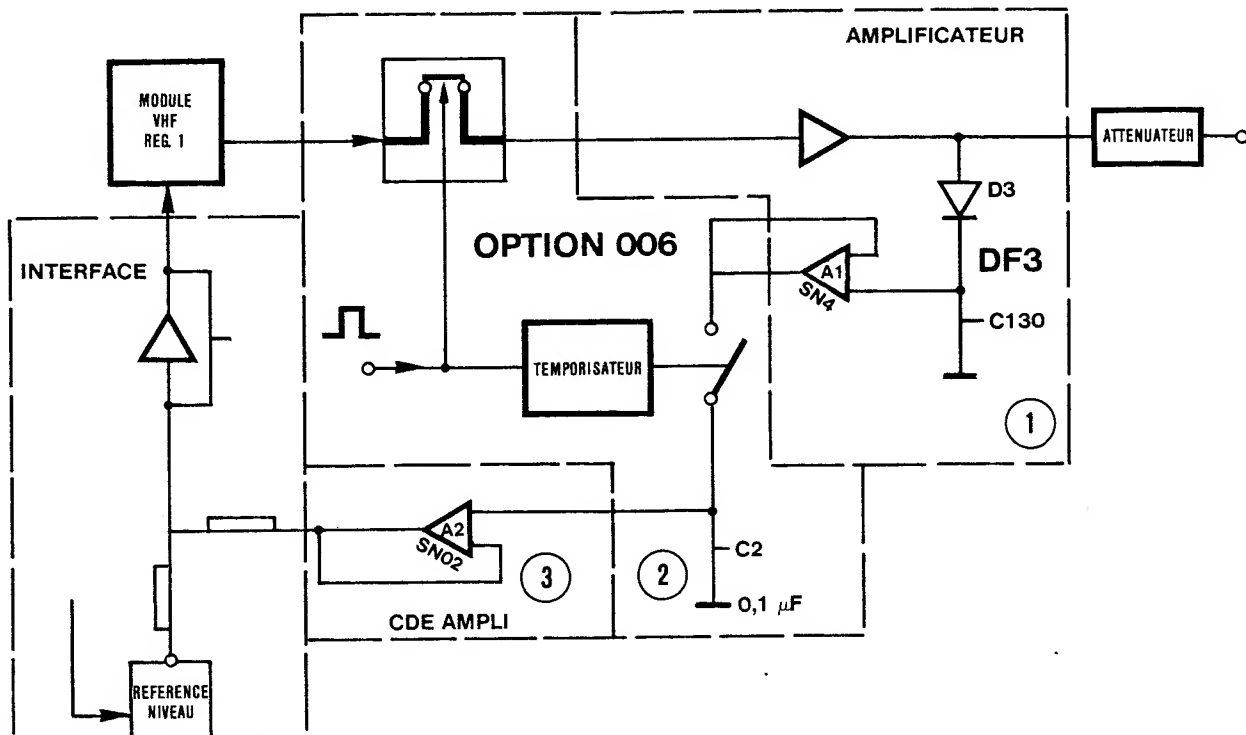 AMPLIFICATEUR
MODULE
VHF
REG. 1
ATTENUATEUR
D3
OPTION 006
DF3
INTERFACE
A1
SN4
C130
TEMPORISATEUR
1
A2
SN02
C2
3
2
0,1 µF
CDE AMPLI
REFERENCE
NIVEAU